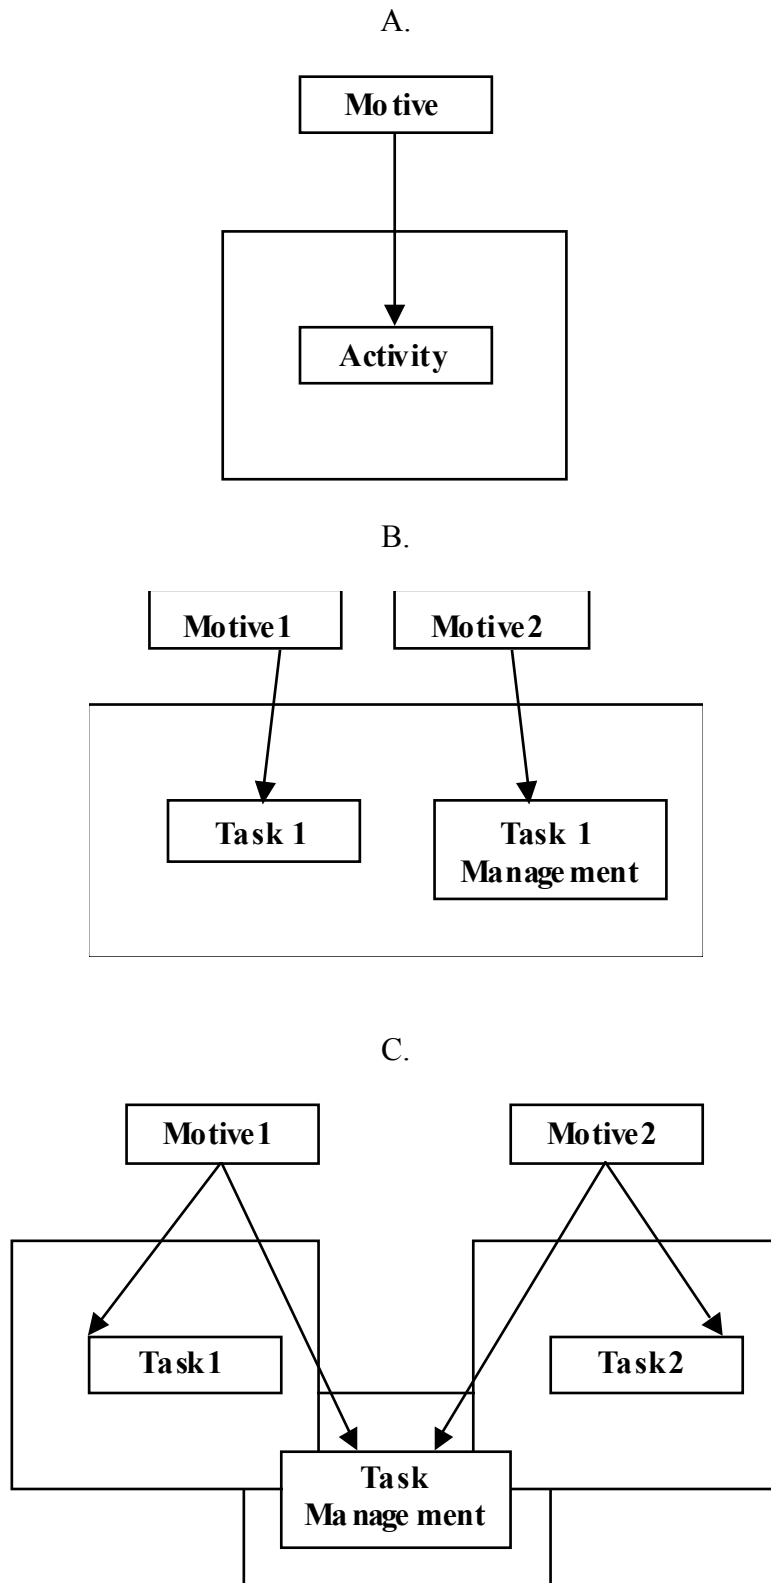 A.
Motive
Activity
B.
Motive1 Motive2
Task 1 Task 1
Management
C.
Motive1 Motive2
Task1 Task2
Task
Management